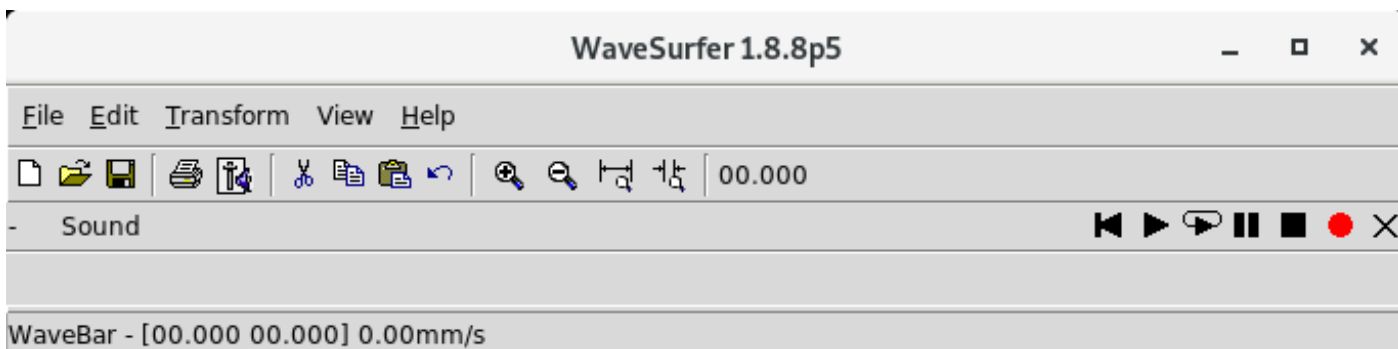 WaveSurfer 1.8.8p5
File Edit Transform View Help
00.000
- Sound
WaveBar - [00.000 00.000] 0.00mm/s